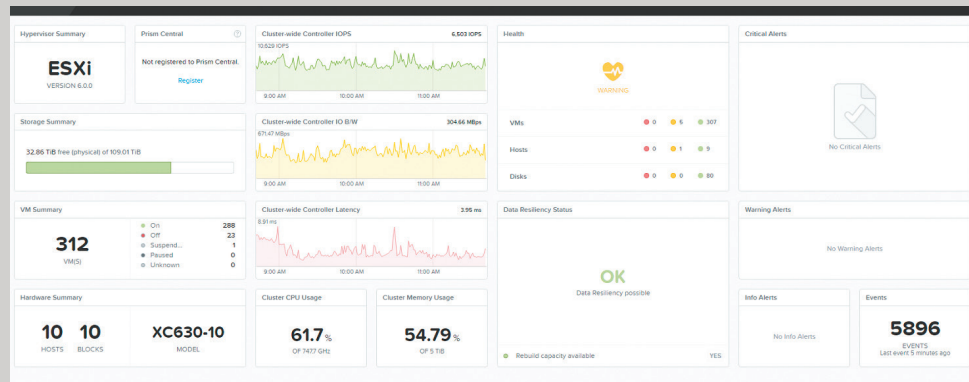 Hypervisor Summary
ESXi
VERSION 6.0.0
Prism Central
?
Not registered to Prism Central.
Register
Cluster-wide Controller IOPS 6,503 IOPS
10,629 IOPS
9:00 AM 10:00 AM 11:00 AM
Health
WARNING
VMs 0 5 307
Hosts 0 1 9
Disks 0 0 80
Critical Alerts
No Critical Alerts
Storage Summary
32.86 TiB free (physical) of 109.01 TiB
Cluster-wide Controller IO B/W 304.66 MBps
671.47 MBps
9:00 AM 10:00 AM 11:00 AM
VM Summary
312
VM(S)
On 288
Off 23
Suspend... 1
Paused 0
Unknown 0
Cluster-wide Controller Latency 3.95 ms
8.91 ms
9:00 AM 10:00 AM 11:00 AM
Data Resiliency Status
OK
Data Resiliency possible
Rebuild capacity available YES
Warning Alerts
No Warning Alerts
Hardware Summary
10 10 XC630-10
HOSTS BLOCKS MODEL
Cluster CPU Usage
61.7 %
OF 747.7 GHz
Cluster Memory Usage
54.79 %
OF 5 TiB
Info Alerts
No Info Alerts
Events
5896
EVENTS
Last event 5 minutes ago